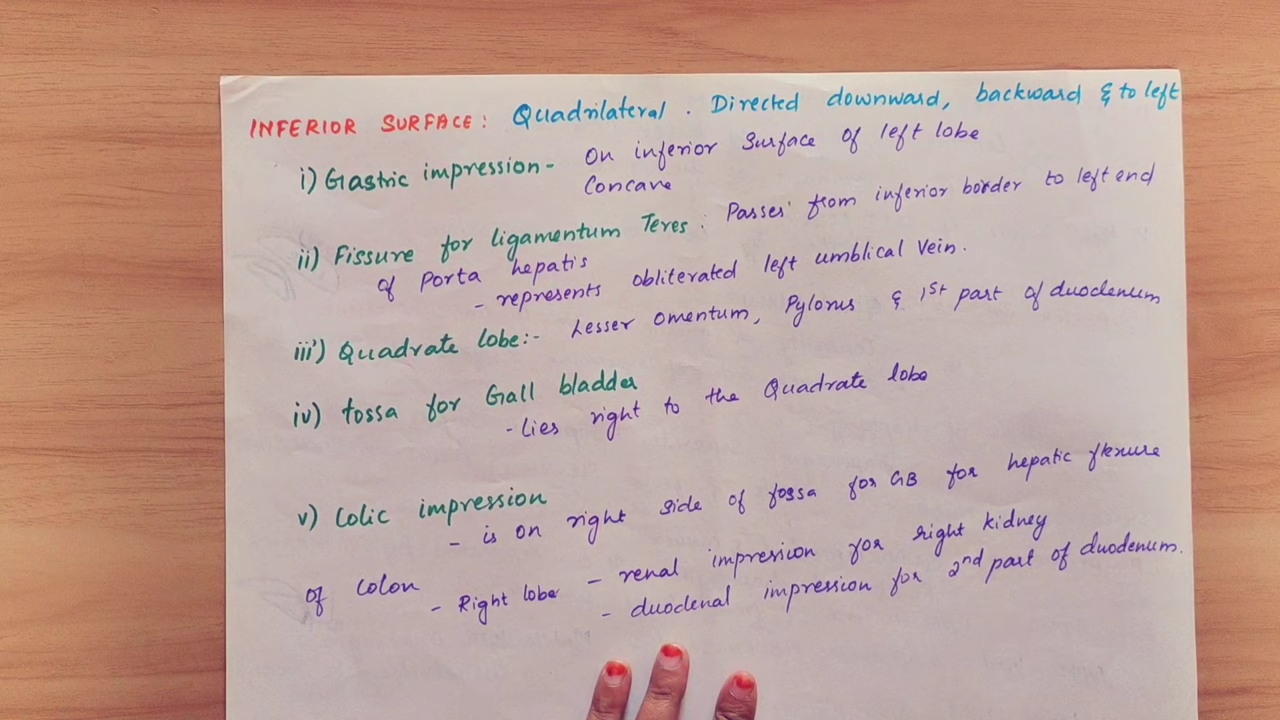 INFERIOR SURFACE: Quadrilateral. Directed downward, backward & to left
i) Gastric impression- On inferior surface of left lobe
Concave
ii) Fissure for ligamentum Teres: Passes from inferior border to left end
of Porta hepatis
- represents obliterated left umblical vein.
iii) Quadrate lobe:- Lesser omentum, Pylorus & 1st part of duodenum
iv) fossa for Gall bladder
- Lies right to the Quadrate lobe
v) Colic impression
- is on right side of fossa for GB for hepatic flexure
of colon
- Right lobe - renal impresion for right kidney
- duodenal impression for 2nd part of duodenum.